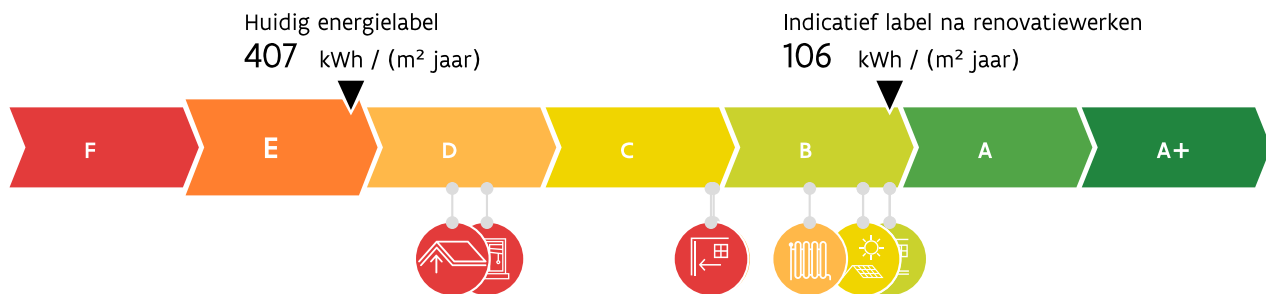 Huidig energielabel
407 kWh / (m² jaar)
Indicatief label na renovatiewerken
106 kWh / (m² jaar)
F E D C B A A+